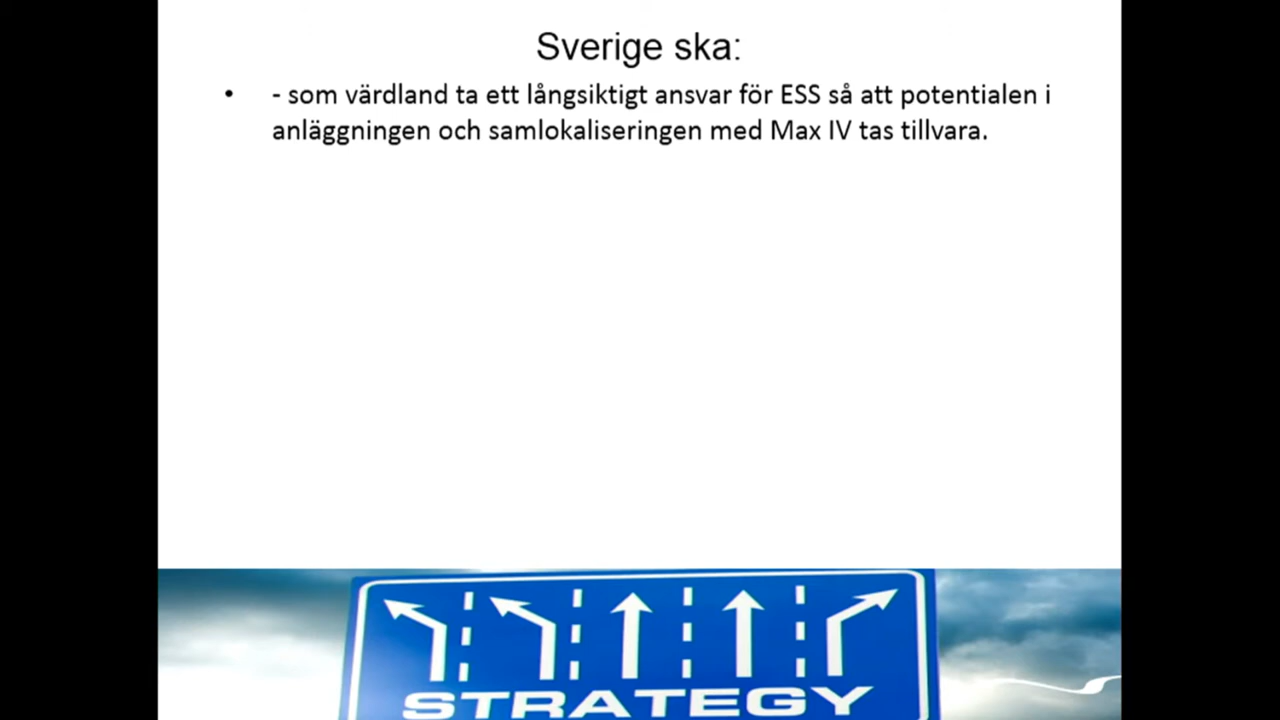 Sverige ska:
• - som värdland ta ett långsiktigt ansvar för ESS så att potentialen i
anläggningen och samlokaliseringen med Max IV tas tillvara.
STRATEGY